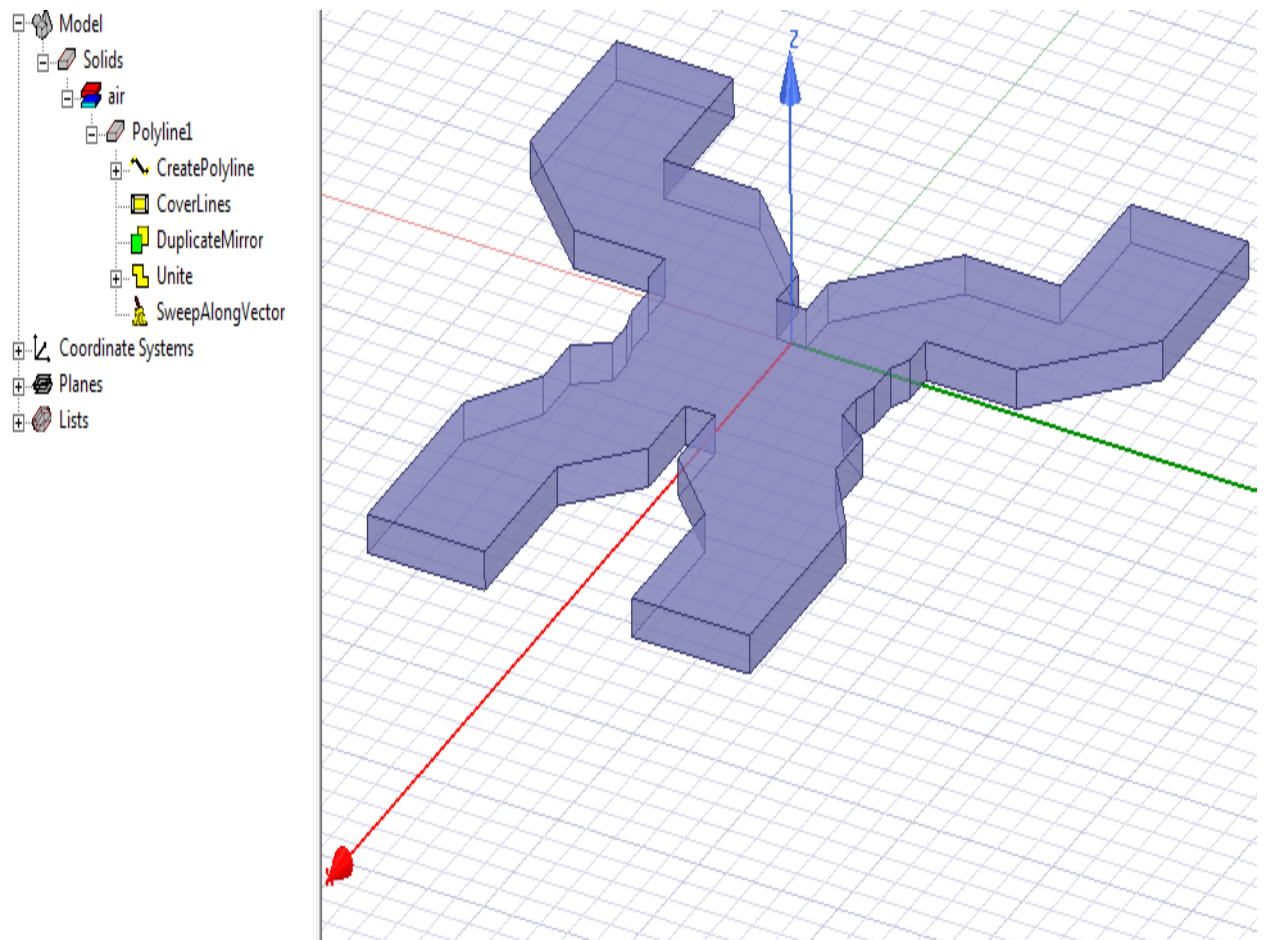 Model
Solids
air
Polyline1
CreatePolyline
CoverLines
DuplicateMirror
Unite
SweepAlongVector
Coordinate Systems
Planes
Lists
Z
X